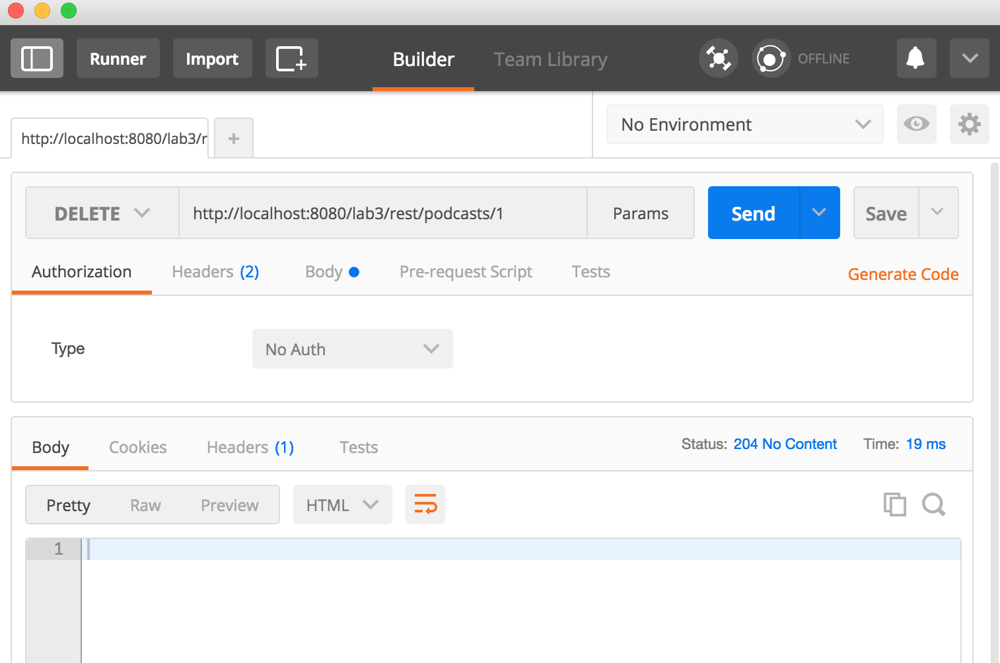 Runner
Import
Builder
Team Library
OFFLINE
http://localhost:8080/lab3/r
+
No Environment
DELETE
http://localhost:8080/lab3/rest/podcasts/1
Params
Send
Save
Authorization
Headers (2)
Body
Pre-request Script
Tests
Generate Code
Type
No Auth
Body
Cookies
Headers (1)
Tests
Status: 204 No Content
Time: 19 ms
Pretty
Raw
Preview
HTML
1